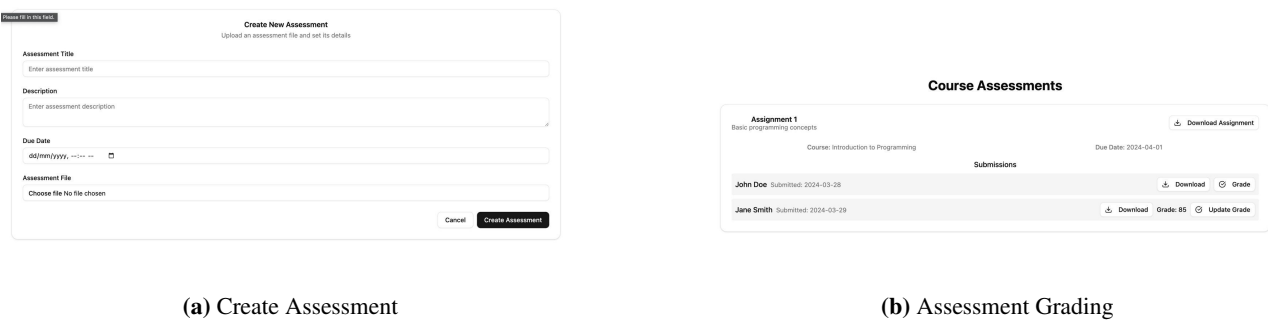 Please fill in this field.
Create New Assessment
Upload an assessment file and set its details
Assessment Title
Enter assessment title
Description
Enter assessment description
Due Date
dd/mm/yyyy, --:-- --
Assessment File
Choose file No file chosen
Cancel Create Assessment
(a) Create Assessment
Course Assessments
Assignment 1
Basic programming concepts
Download Assignment
Course: Introduction to Programming Due Date: 2024-04-01
Submissions
John Doe Submitted: 2024-03-28 Download Grade
Jane Smith Submitted: 2024-03-29 Download Grade: 85 Update Grade
(b) Assessment Grading